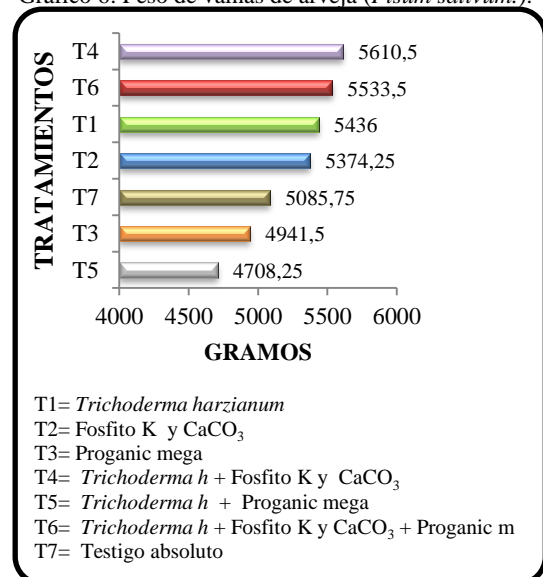 Gráfico 6. Peso de vainas de arveja (Pisum sativum.).
TRATAMIENTOS
T4 5610,5
T6 5533,5
T1 5436
T2 5374,25
T7 5085,75
T3 4941,5
T5 4708,25
4000 4500 5000 5500 6000
GRAMOS
T1= Trichoderma harzianum
T2= Fosfito K y CaCO₃
T3= Proganic mega
T4= Trichoderma h + Fosfito K y CaCO₃
T5= Trichoderma h + Proganic mega
T6= Trichoderma h + Fosfito K y CaCO₃ + Proganic m
T7= Testigo absoluto